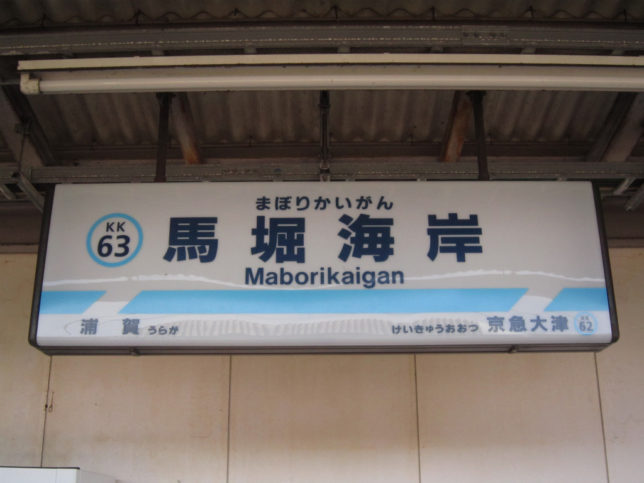 まぼりかいがん
KK
63
馬堀海岸
Maborikaigan
浦賀 うらが
けいきゅうおおつ 京急大津
KK
62